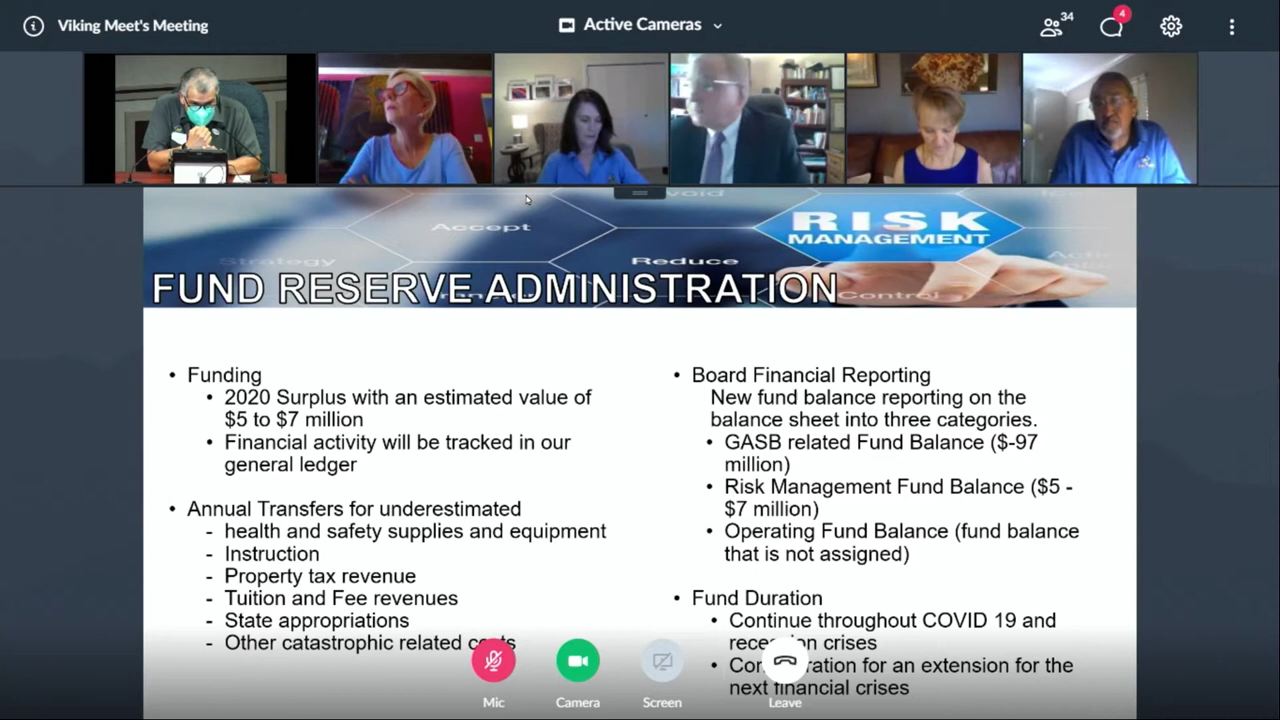 Viking Meet's Meeting
Active Cameras
34
4
void
Accept
RISK
MANAGEMENT
Strategy
Reduce
FUND RESERVE ADMINISTRATION
Control
• Funding
• 2020 Surplus with an estimated value of
$5 to $7 million
• Financial activity will be tracked in our
general ledger
• Annual Transfers for underestimated
- health and safety supplies and equipment
- Instruction
- Property tax revenue
- Tuition and Fee revenues
- State appropriations
- Other catastrophic related costs
• Board Financial Reporting
New fund balance reporting on the
balance sheet into three categories.
• GASB related Fund Balance ($-97
million)
• Risk Management Fund Balance ($5 -
$7 million)
• Operating Fund Balance (fund balance
that is not assigned)
• Fund Duration
• Continue throughout COVID 19 and
recession crises
• Consideration for an extension for the
next financial crises
Mic
Camera
Screen
Leave